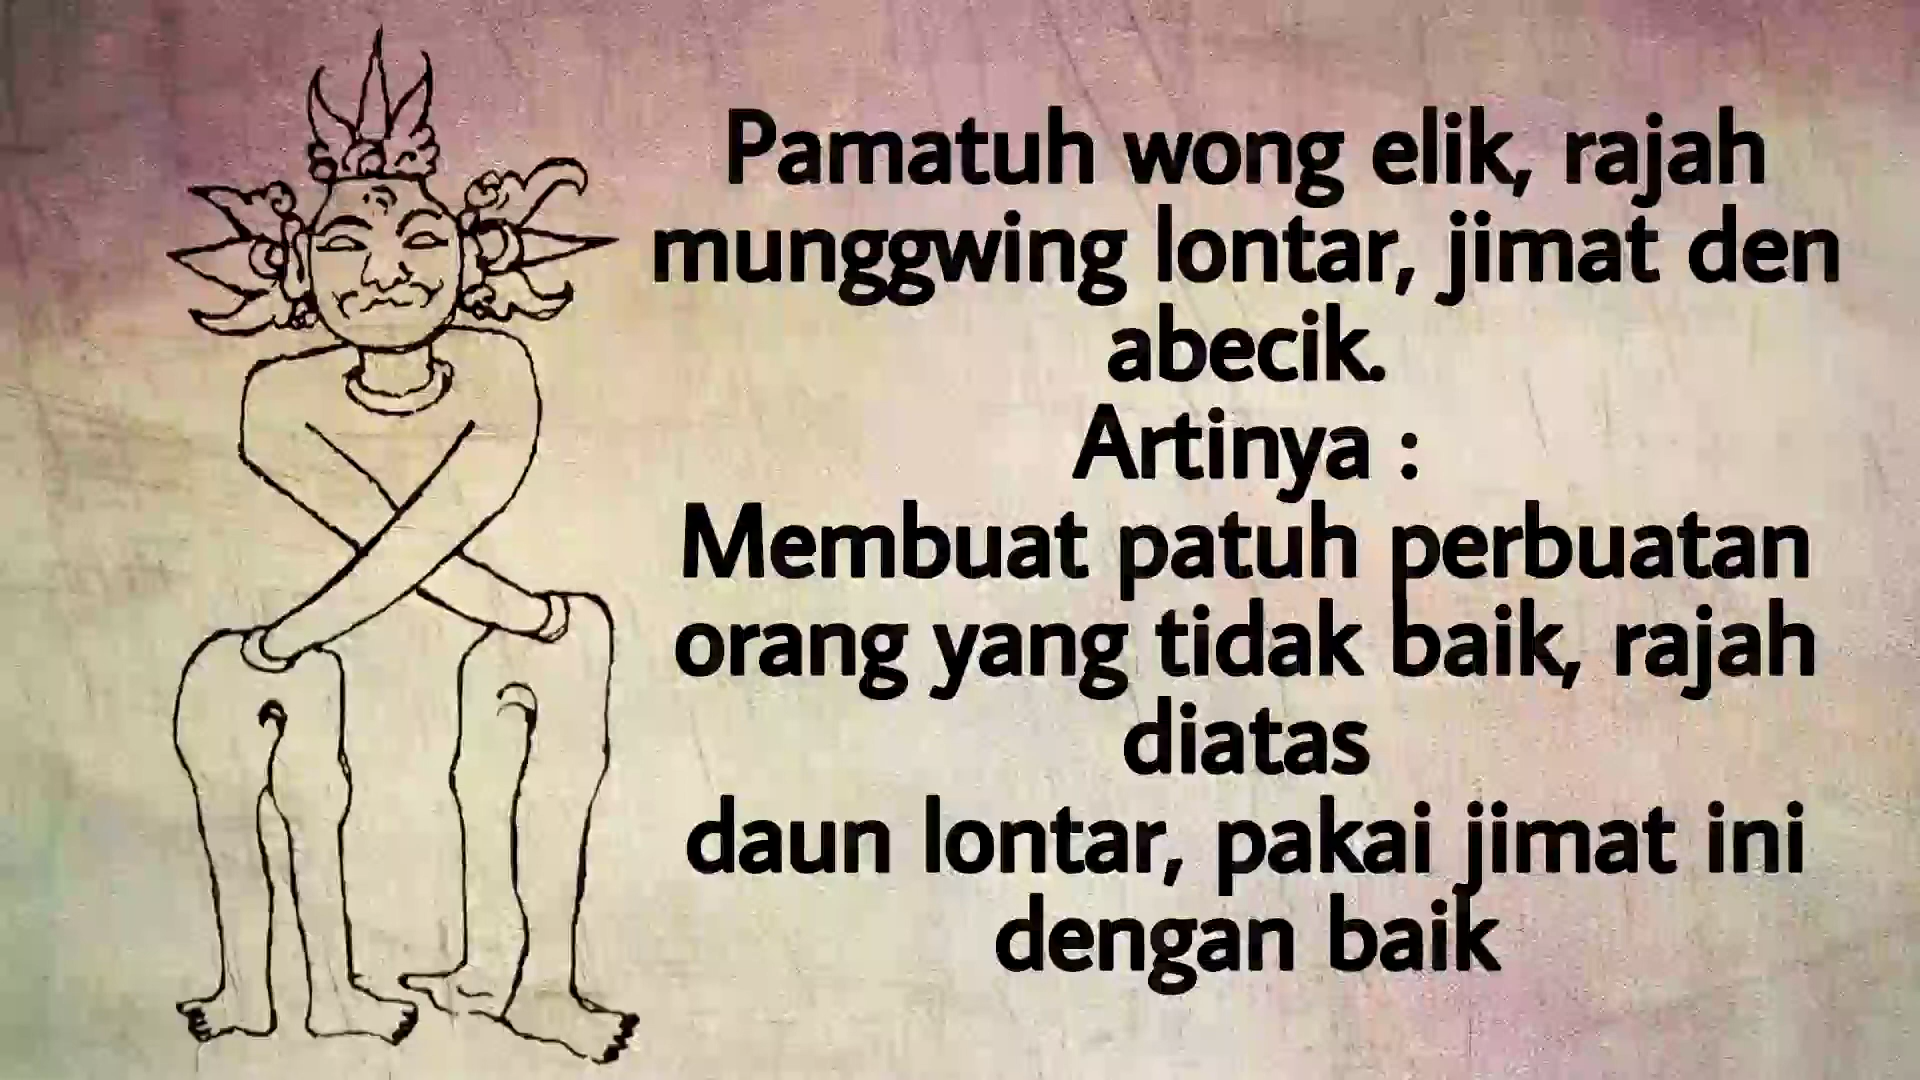 Pamatuh wong elik, rajah
munggwing lontar, jimat den
abecik.
Artinya :
Membuat patuh perbuatan
orang yang tidak baik, rajah
diatas
daun lontar, pakai jimat ini
dengan baik